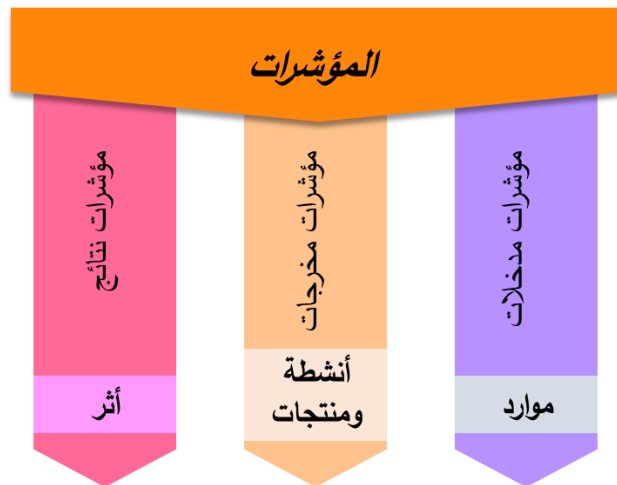 المؤشرات
مؤشرات مدخلات
موارد
مؤشرات مخرجات
أنشطة
ومنتجات
مؤشرات نتائج
أثر